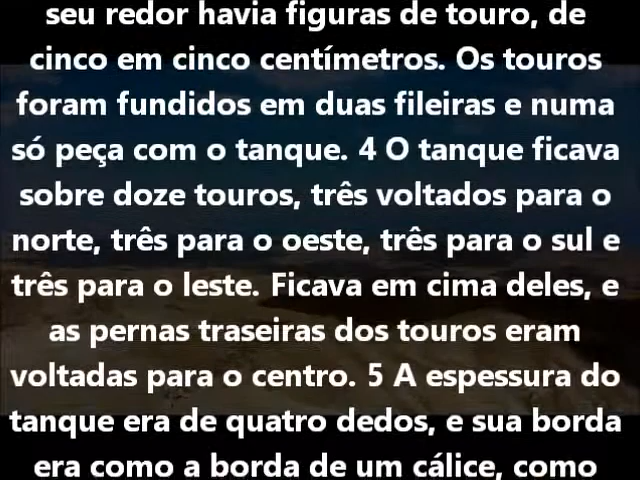 seu redor havia figuras de touro, de
cinco em cinco centímetros. Os touros
foram fundidos em duas fileiras e numa
só peça com o tanque. 4 O tanque ficava
sobre doze touros, três voltados para o
norte, três para o oeste, três para o sul e
três para o leste. Ficava em cima deles, e
as pernas traseiras dos touros eram
voltadas para o centro. 5 A espessura do
tanque era de quatro dedos, e sua borda
era como a borda de um cálice, como